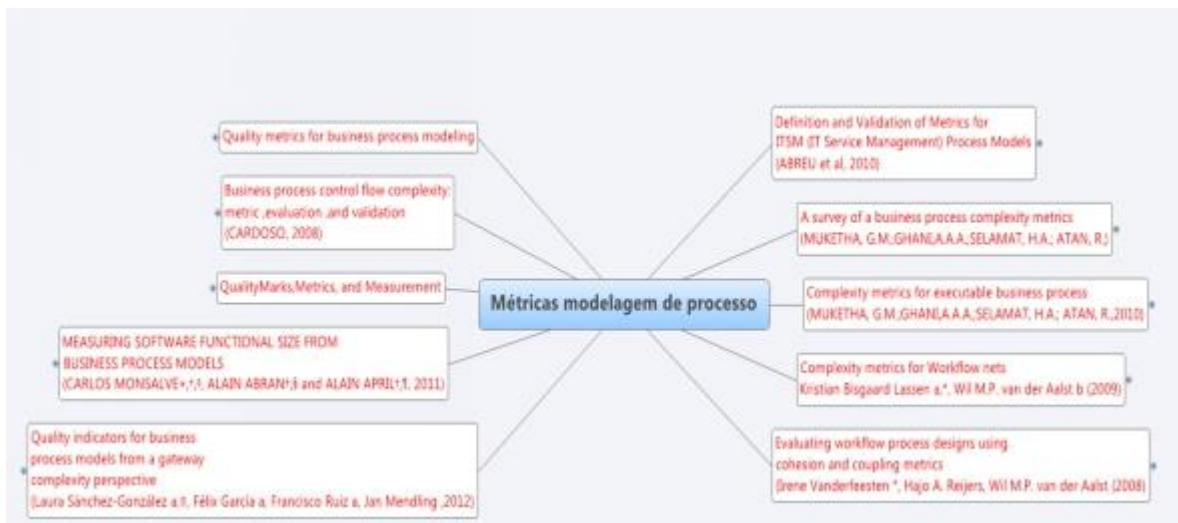 Quality metrics for business process modeling
Business process control flow complexity:
metric ,evaluation ,and validation
(CARDOSO, 2008)
QualityMarks,Metrics, and Measurement
MEASURING SOFTWARE FUNCTIONAL SIZE FROM
BUSINESS PROCESS MODELS
(CARLOS MONSALVE∗,†,‡, ALAIN ABRAN†,§ and ALAIN APRIL†,¶, 2011)
Quality indicators for business
process models from a gateway
complexity perspective
(Laura Sánchez-González a,⇑, Félix García a, Francisco Ruiz a, Jan Mendling ,2012)
Métricas modelagem de processo
Definition and Validation of Metrics for
ITSM (IT Service Management) Process Models
(ABREU et al, 2010)
A survey of a business process complexity metrics
(MUKETHA, G.M.;GHANI,A.A.A.,SELAMAT, H.A.; ATAN, R.;)
Complexity metrics for executable business process
(MUKETHA, G.M.;GHANI,A.A.A.,SELAMAT, H.A.; ATAN, R.,2010)
Complexity metrics for Workflow nets
Kristian Bisgaard Lassen a,*, Wil M.P. van der Aalst b (2009)
Evaluating workflow process designs using
cohesion and coupling metrics
(Irene Vanderfeesten *, Hajo A. Reijers, Wil M.P. van der Aalst (2008)